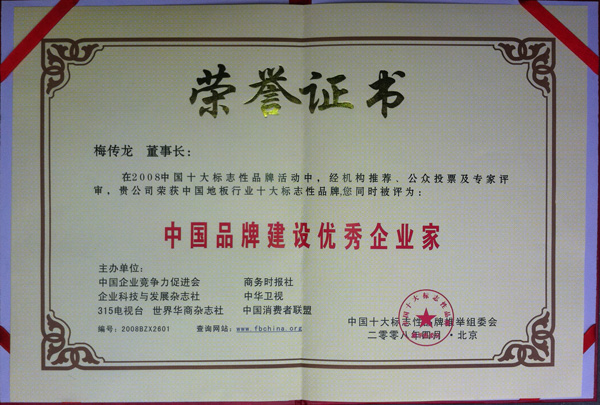 荣誉证书
梅传龙 董事长：
在2008中国十大标志性品牌活动中，经机构推荐、公众投票及专家评
审，贵公司荣获中国地板行业十大标志性品牌,您同时被评为：
中国品牌建设优秀企业家
主办单位：
中国企业竞争力促进会 商务时报社
企业科技与发展杂志社 中华卫视
315电视台 世界华商杂志社 中国消费者联盟
编号：2008BZX2601 查询网站：www.fbchina.org
中国十大标志性品牌推举组委会
二零零八年四月·北京